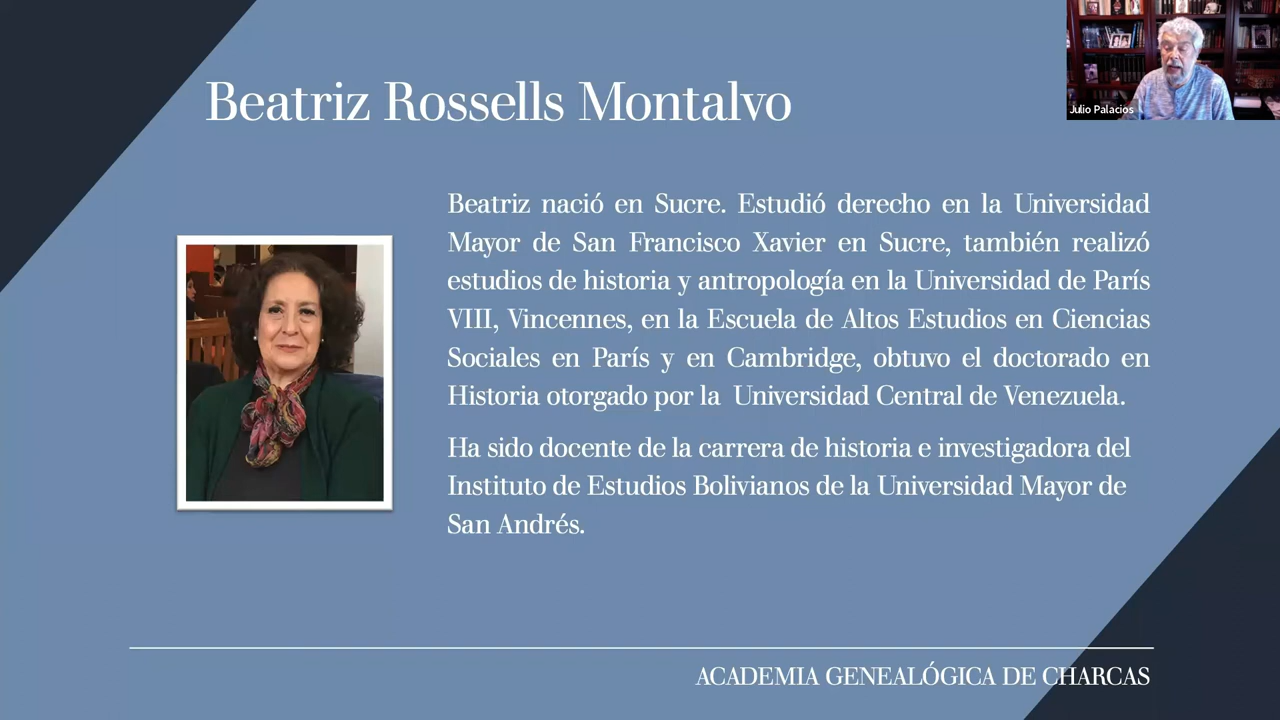 Beatriz Rossells Montalvo
Julio Palacios
Beatriz nació en Sucre. Estudió derecho en la Universidad
Mayor de San Francisco Xavier en Sucre, también realizó
estudios de historia y antropología en la Universidad de París
VIII, Vincennes, en la Escuela de Altos Estudios en Ciencias
Sociales en París y en Cambridge, obtuvo el doctorado en
Historia otorgado por la Universidad Central de Venezuela.
Ha sido docente de la carrera de historia e investigadora del
Instituto de Estudios Bolivianos de la Universidad Mayor de
San Andrés.
ACADEMIA GENEALÓGICA DE CHARCAS